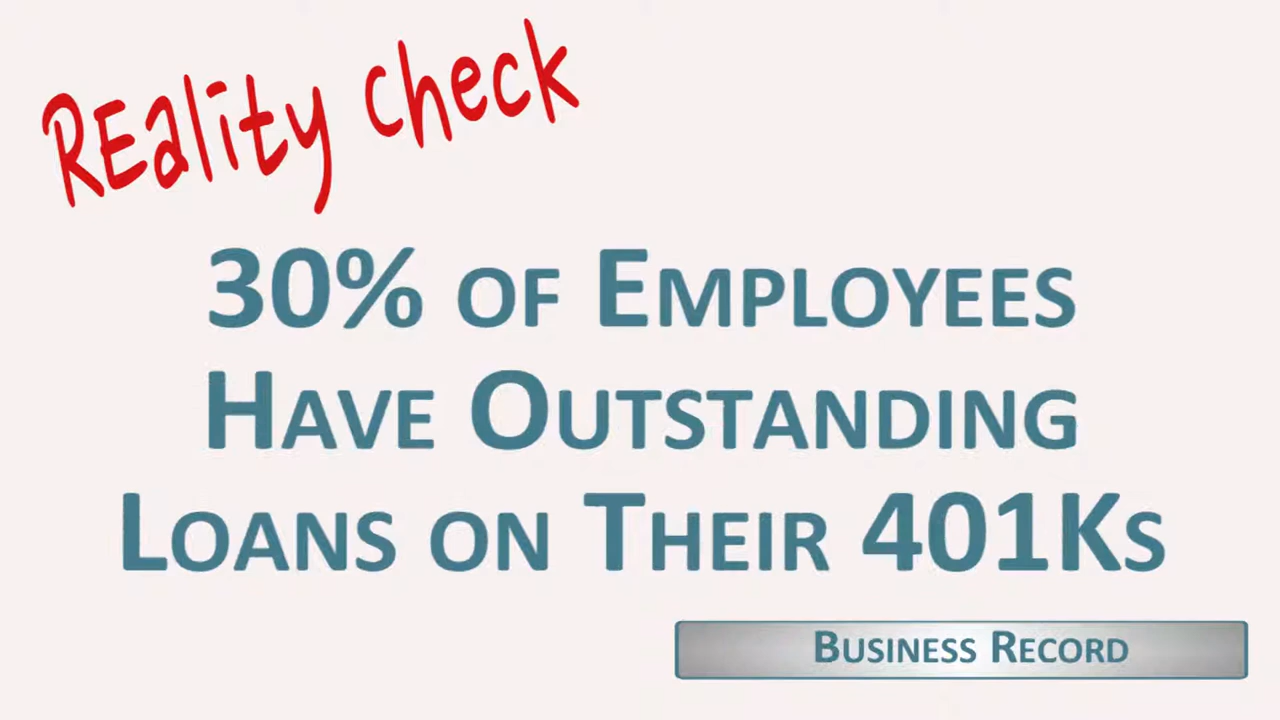 REality check
30% of Employees
Have Outstanding
Loans on Their 401Ks
Business Record